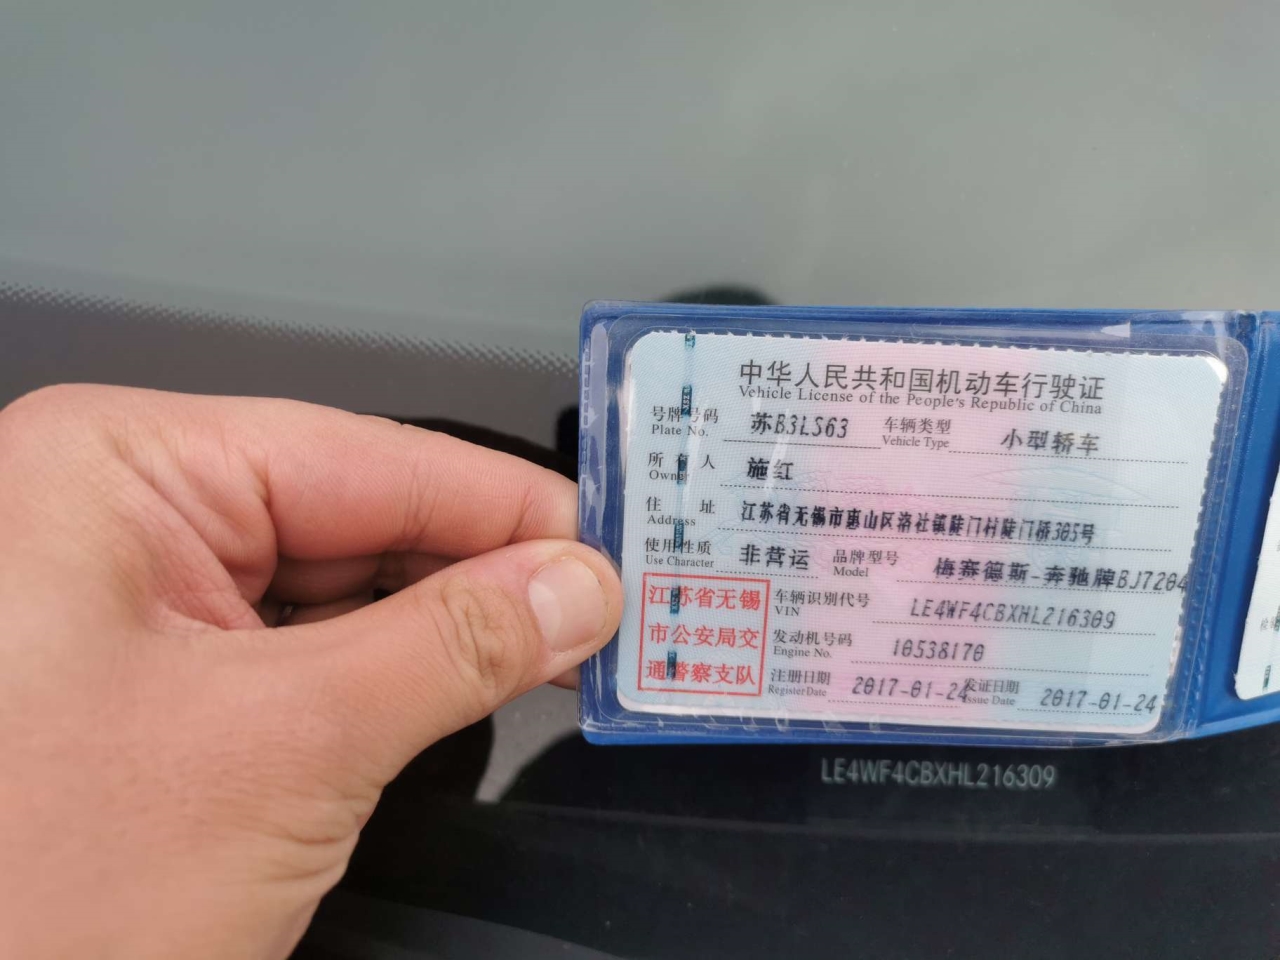 中华人民共和国机动车行驶证
Vehicle License of the People's Republic of China
号牌号码 苏B3LS63 车辆类型 小型轿车
Plate No. Vehicle Type
所有人 施红
Owner
住址 江苏省无锡市惠山区洛社镇陡门村陡门桥305号
Address
使用性质 非营运 品牌型号 梅赛德斯-奔驰牌BJ7204
Use Character Model
江苏省无锡
市公安局交
通警察支队
车辆识别代号 LE4WF4CBXHL216309
VIN
发动机号码 10538170
Engine No.
注册日期 2017-01-24 发证日期 2017-01-24
Register Date Issue Date
LE4WF4CBXHL216309